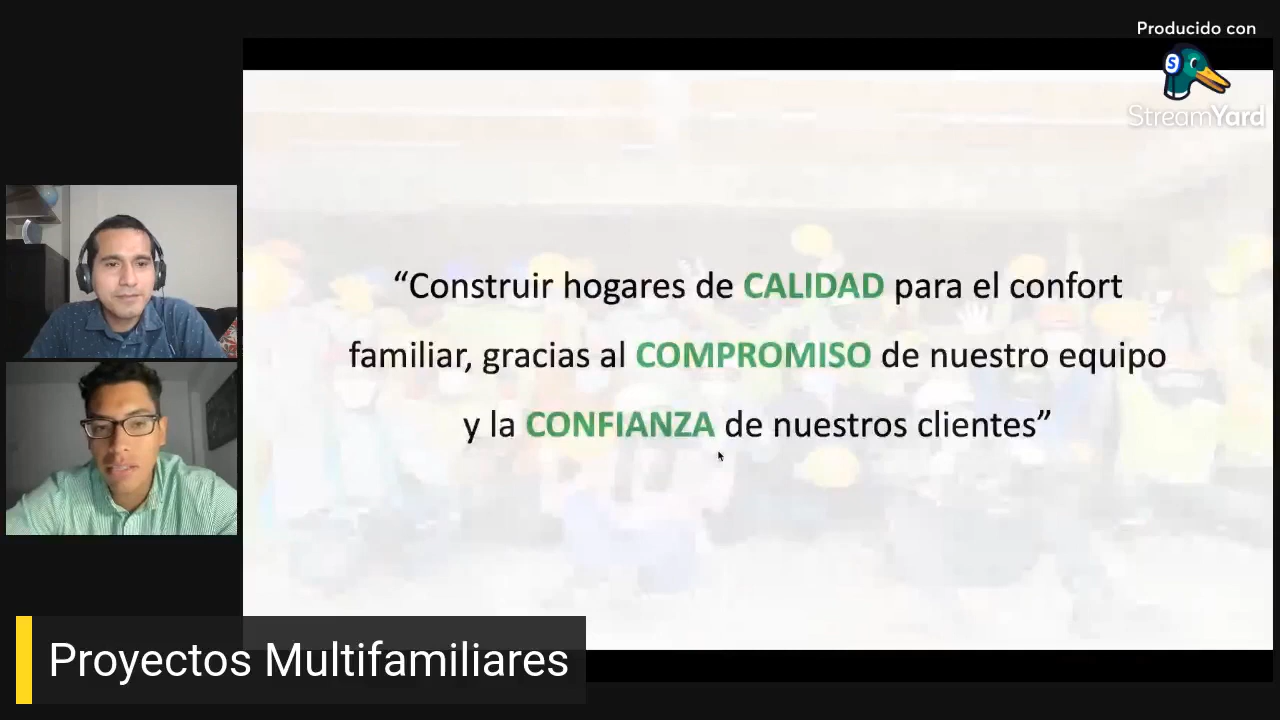 Producido con
StreamYard
“Construir hogares de CALIDAD para el confort
familiar, gracias al COMPROMISO de nuestro equipo
y la CONFIANZA de nuestros clientes”
Proyectos Multifamiliares